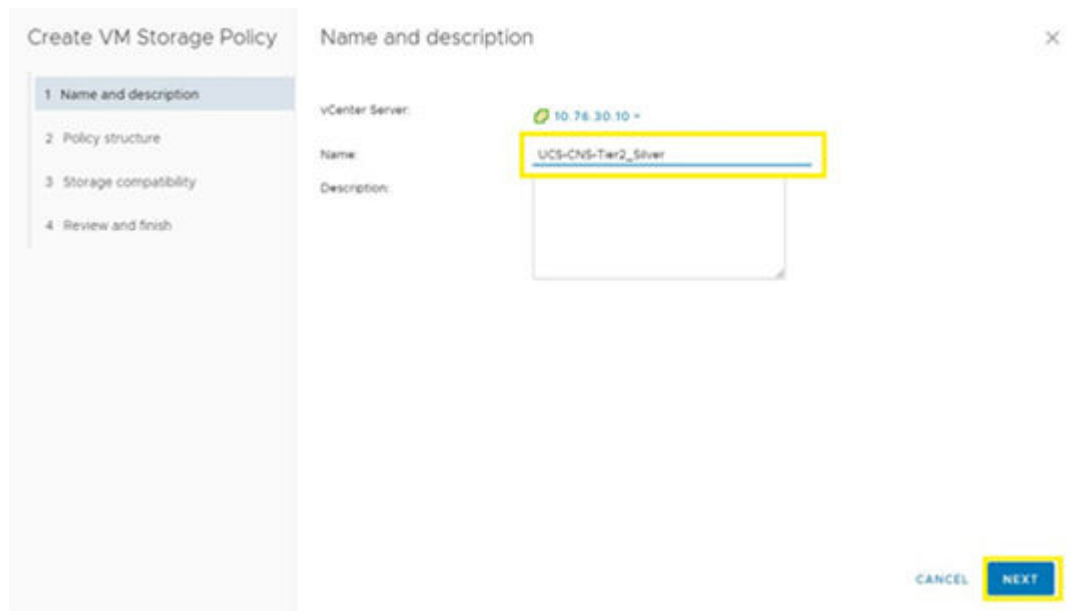 Create VM Storage Policy
1 Name and description
2 Policy structure
3 Storage compatibility
4 Review and finish
Name and description
vCenter Server:
10.76.30.10
Name:
UCS-CNS-Tier2_Silver
Description:
CANCEL
NEXT